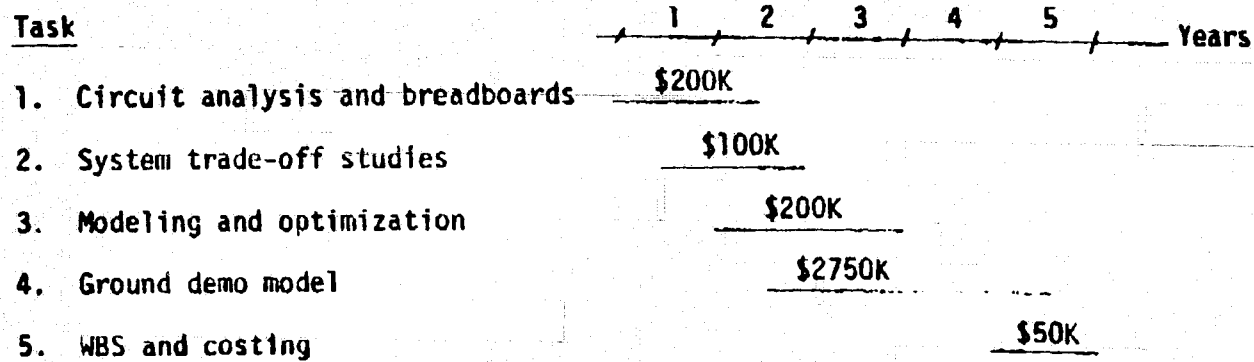 1 2 3 4 5
Task Years
1. Circuit analysis and breadboards $200K
2. System trade-off studies $100K
3. Modeling and optimization $200K
4. Ground demo model $2750K
5. WBS and costing $50K